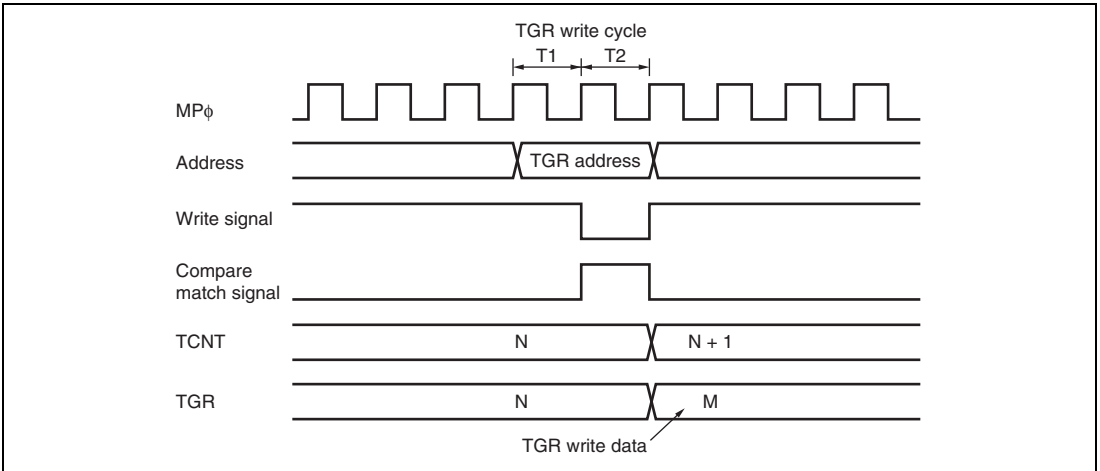 TGR write cycle
T1 T2
MPϕ
Address TGR address
Write signal
Compare
match signal
TCNT N N + 1
TGR N M
TGR write data